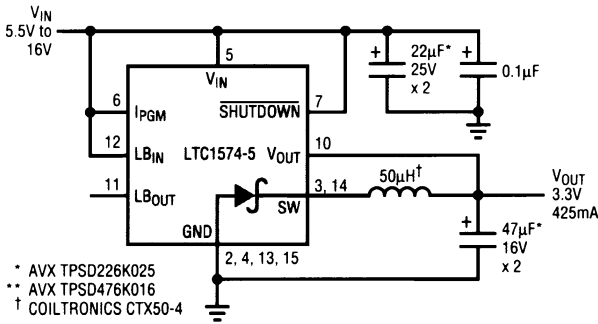 VIN
5.5V to
16V
5
VIN
6
IPGM
SHUTDOWN
7
12
LBIN
LTC1574-5
VOUT
10
11
LBOUT
SW
3, 14
GND
2, 4, 13, 15
22µF*
25V
x 2
0.1µF
50µH†
VOUT
3.3V
425mA
47µF*
16V
x 2
* AVX TPSD226K025
** AVX TPSD476K016
† COILTRONICS CTX50-4